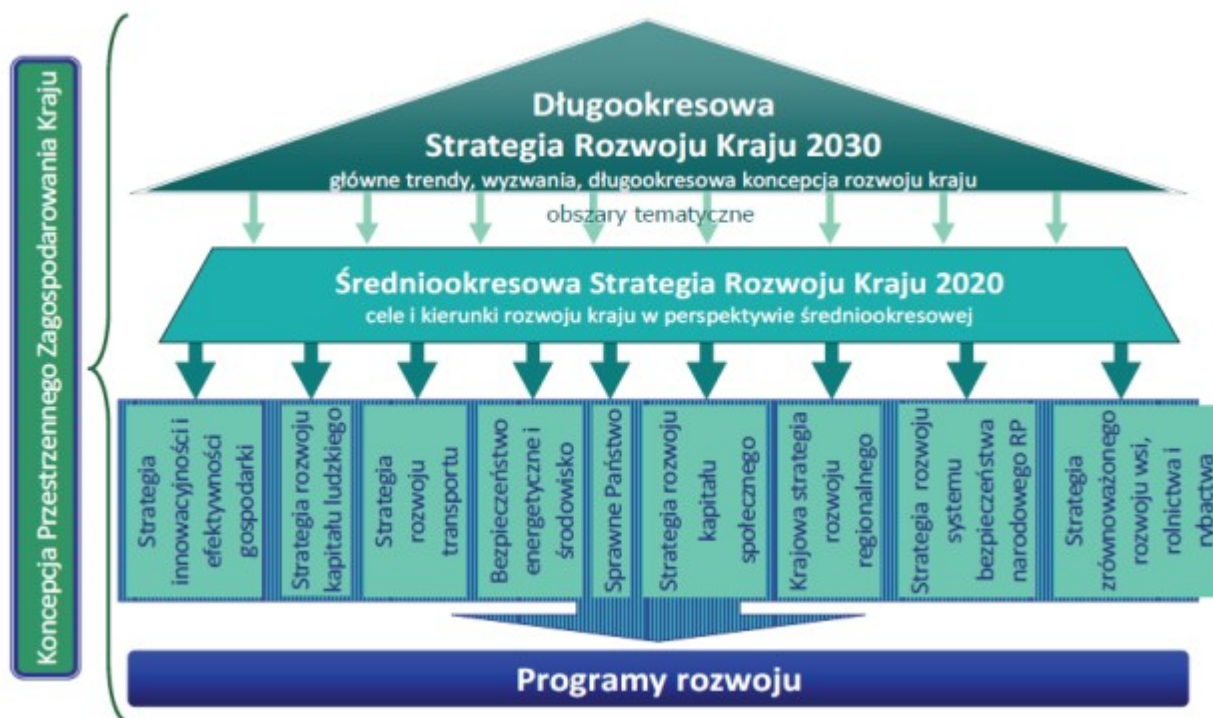 Koncepcja Przestrzennego Zagospodarowania Kraju
Długookresowa
Strategia Rozwoju Kraju 2030
główne trendy, wyzwania, długookresowa koncepcja rozwoju kraju
obszary tematyczne
Średniookresowa Strategia Rozwoju Kraju 2020
cele i kierunki rozwoju kraju w perspektywie średniookresowej
Strategia
innowacyjności i
efektywności
gospodarki
Strategia rozwoju
kapitału ludzkiego
Strategia
rozwoju
transportu
Bezpieczeństwo
energetyczne i
środowisko
Sprawne Państwo
Strategia rozwoju
kapitału
społecznego
Krajowa strategia
rozwoju
regionalnego
Strategia rozwoju
systemu
bezpieczeństwa
narodowego RP
Strategia
zrównoważonego
rozwoju wsi,
rolnictwa i
rybactwa
Programy rozwoju